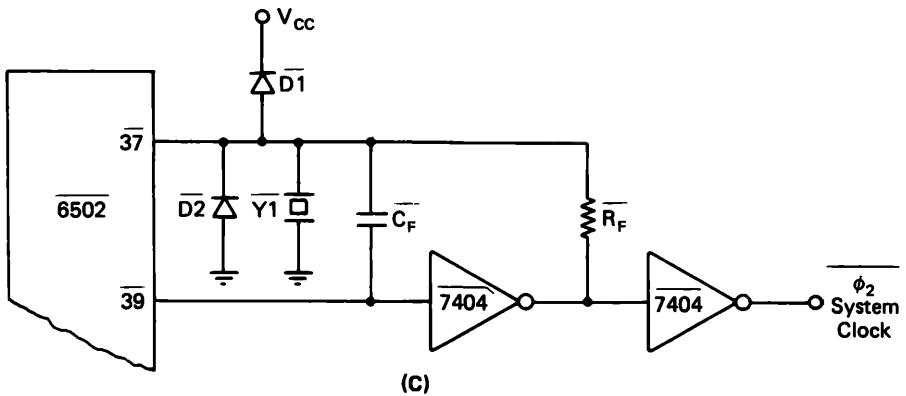 V_CC
D1
37
6502
D2
Y1
C_F
R_F
39
7404
7404
ϕ₂
System
Clock
(C)